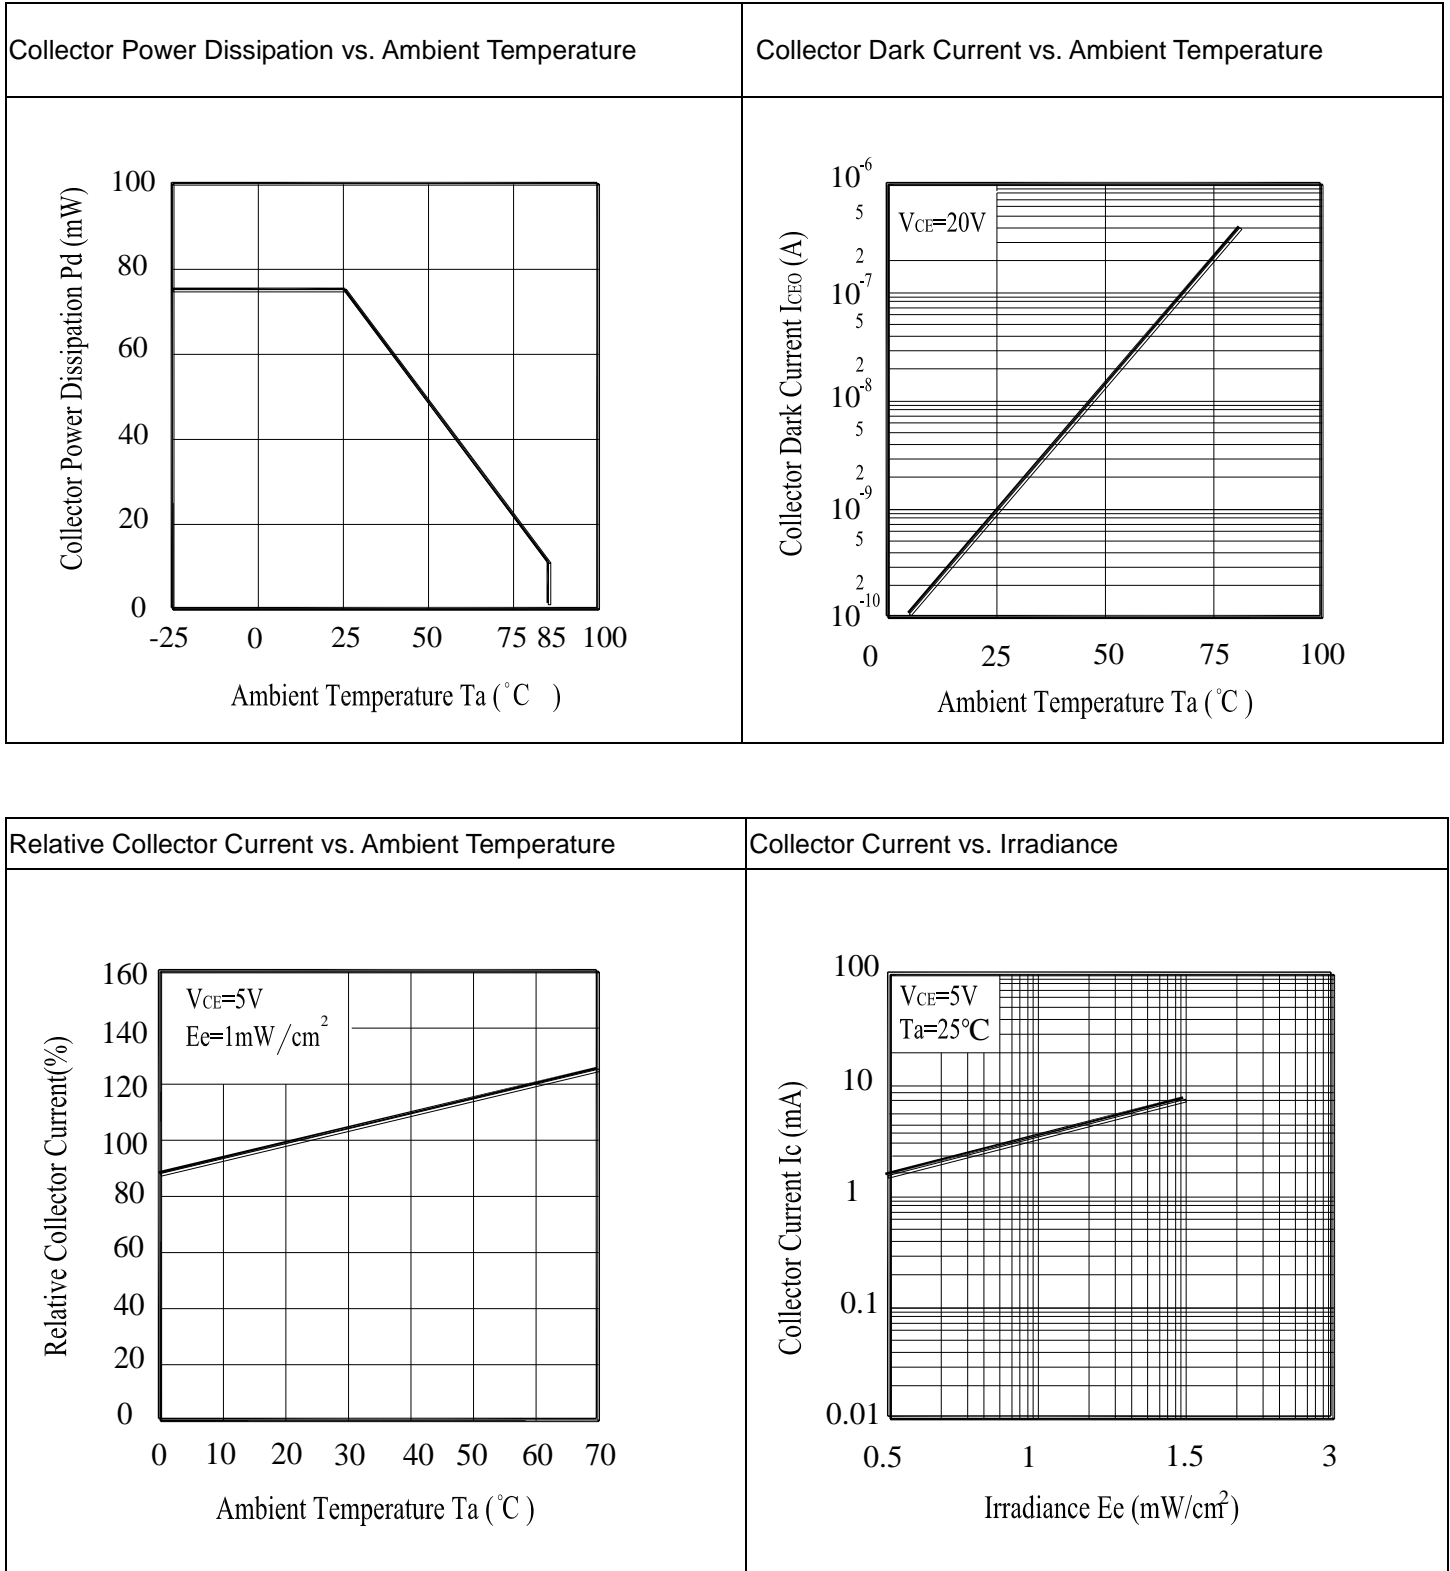 Collector Power Dissipation vs. Ambient Temperature
Collector Dark Current vs. Ambient Temperature
Collector Power Dissipation Pd (mW)
100
80
60
40
20
0
-25 0 25 50 75 85 100
Ambient Temperature Ta ( °C )
Collector Dark Current ICEO (A)
VCE=20V
10-6
5
2
10-7
5
2
10-8
5
2
10-9
5
2
10-10
0 25 50 75 100
Ambient Temperature Ta ( °C )
Relative Collector Current vs. Ambient Temperature
Collector Current vs. Irradiance
Relative Collector Current(%)
VCE=5V
Ee=1mW/cm2
160
140
120
100
80
60
40
20
0
0 10 20 30 40 50 60 70
Ambient Temperature Ta ( °C )
Collector Current Ic (mA)
VCE=5V
Ta=25℃
100
10
1
0.1
0.01
0.5 1 1.5 3
Irradiance Ee (mW/cm2)